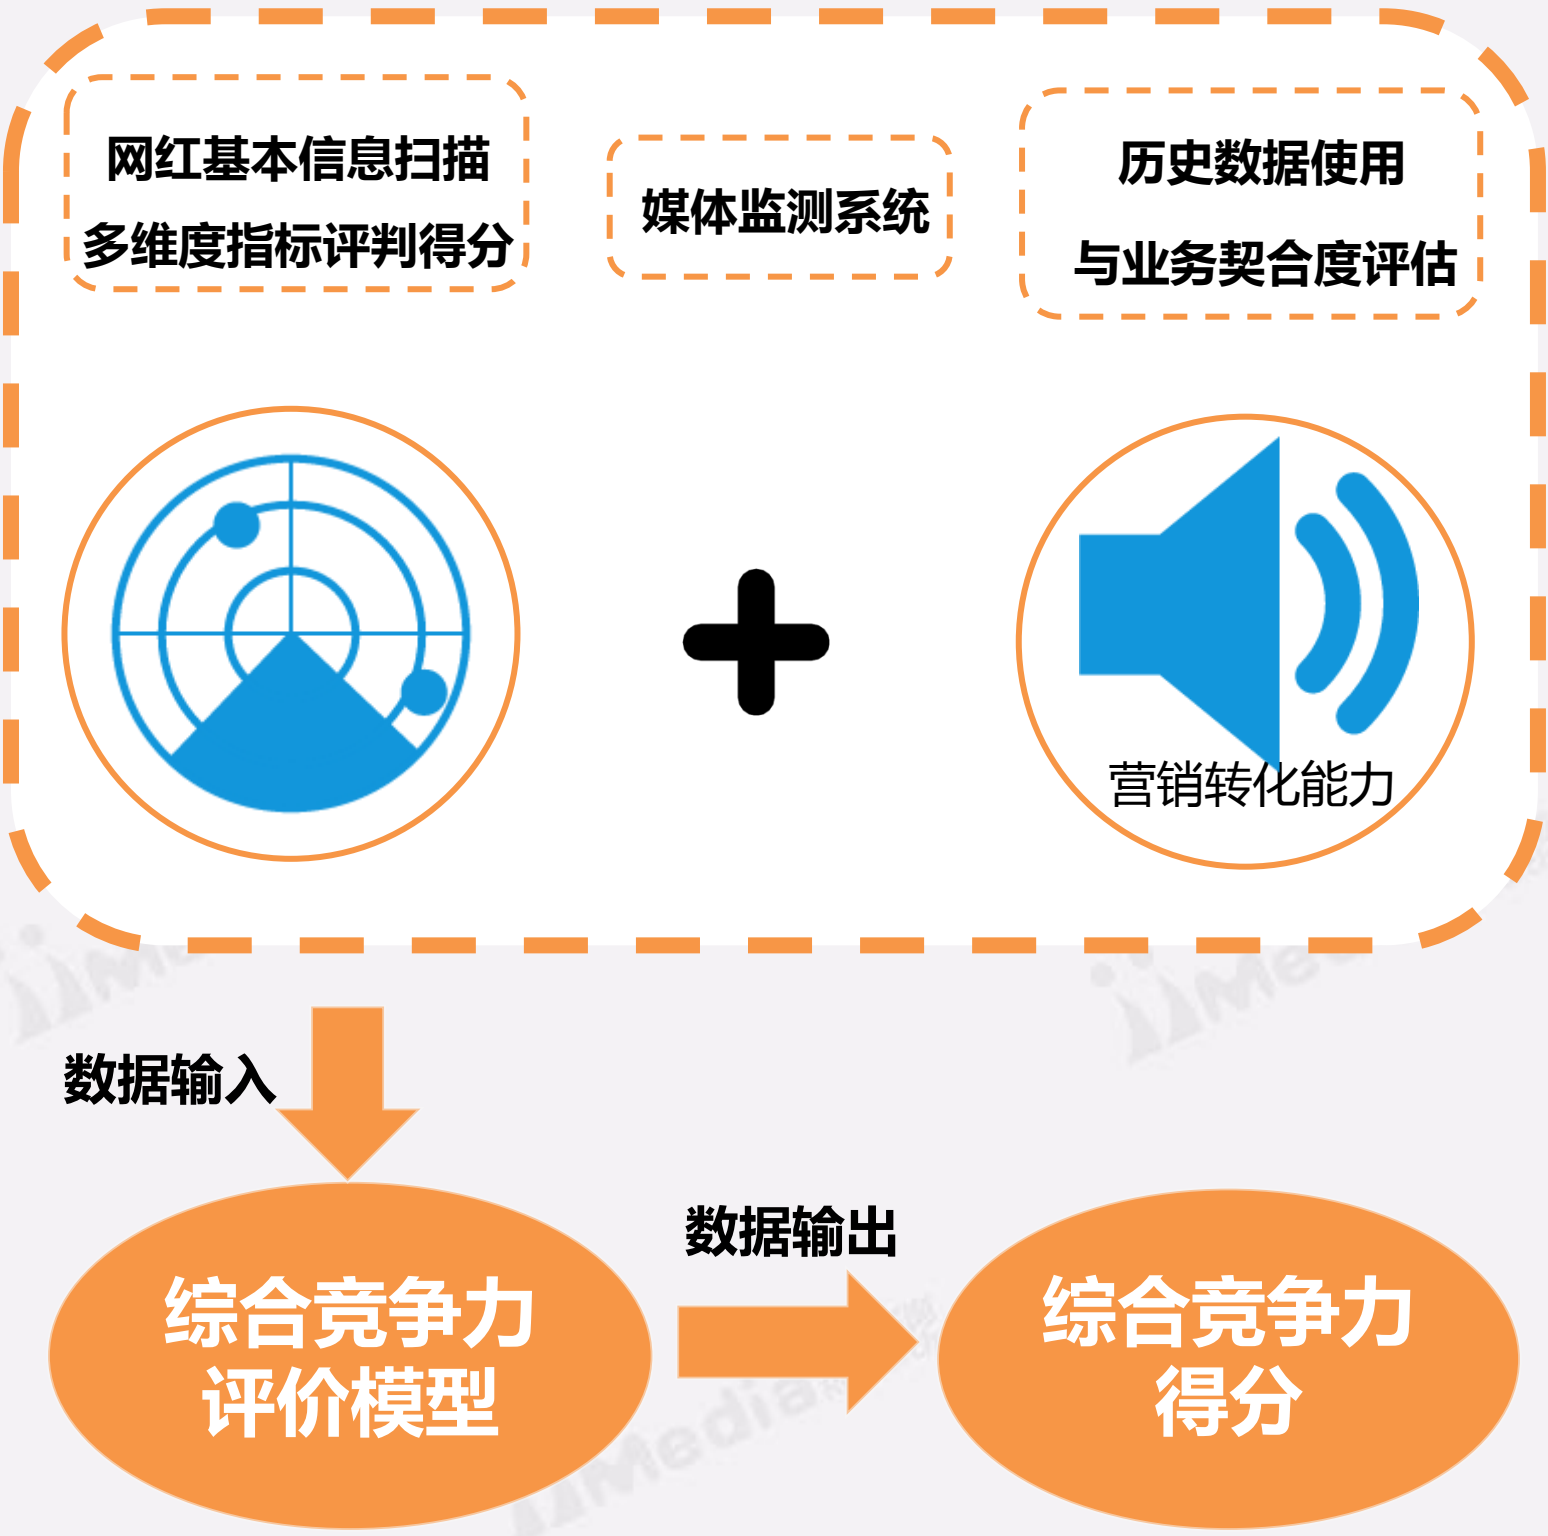 网红基本信息扫描
多维度指标评判得分
媒体监测系统
历史数据使用
与业务契合度评估
营销转化能力
数据输入
综合竞争力
评价模型
数据输出
综合竞争力
得分
iiMedia
iiMedia
iiMedia